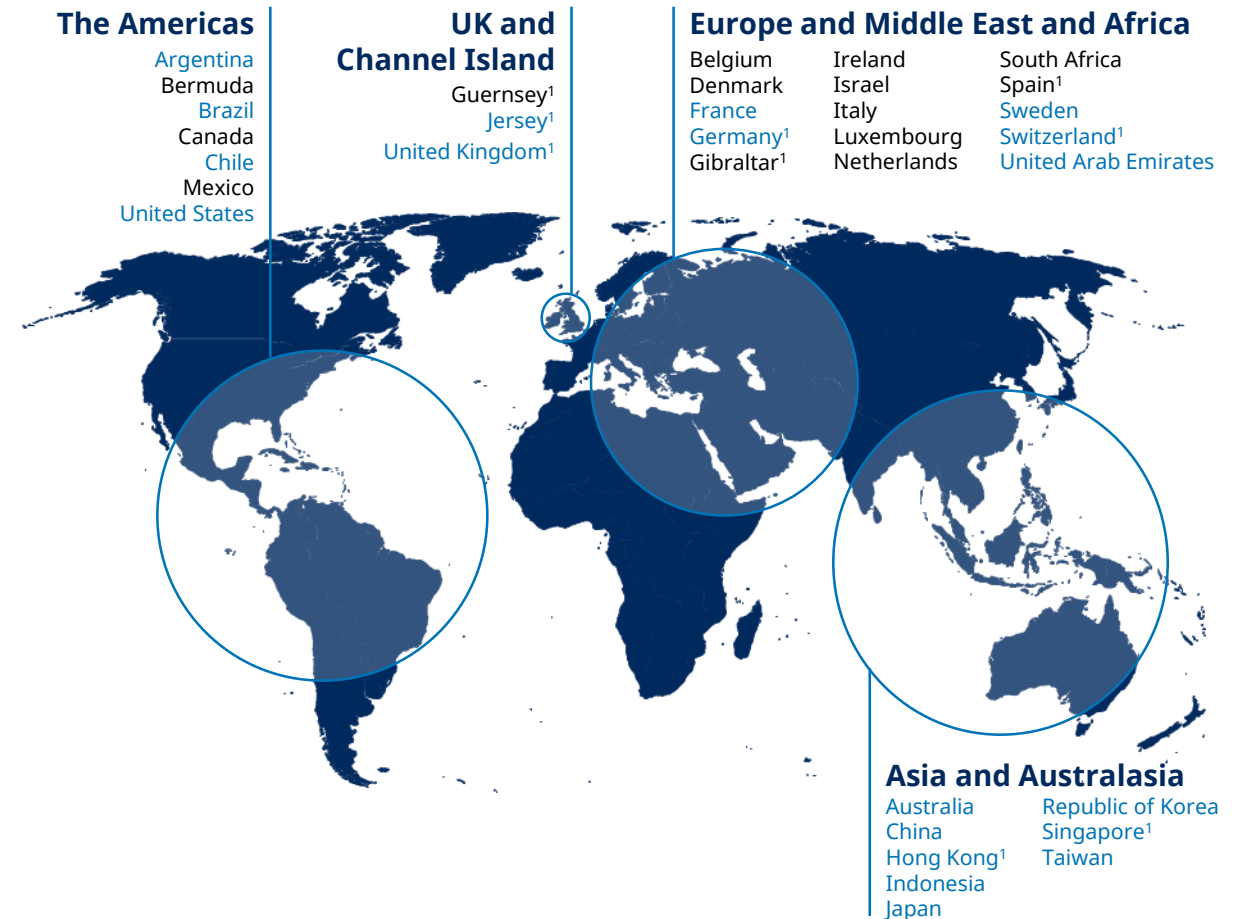 The Americas
Argentina
Bermuda
Brazil
Canada
Chile
Mexico
United States
UK and
Channel Island
Guernsey¹
Jersey¹
United Kingdom¹
Europe and Middle East and Africa
Belgium
Denmark
France
Germany¹
Gibraltar¹
Ireland
Israel
Italy
Luxembourg
Netherlands
South Africa
Spain¹
Sweden
Switzerland¹
United Arab Emirates
Asia and Australasia
Australia
China
Hong Kong¹
Indonesia
Japan
Republic of Korea
Singapore¹
Taiwan